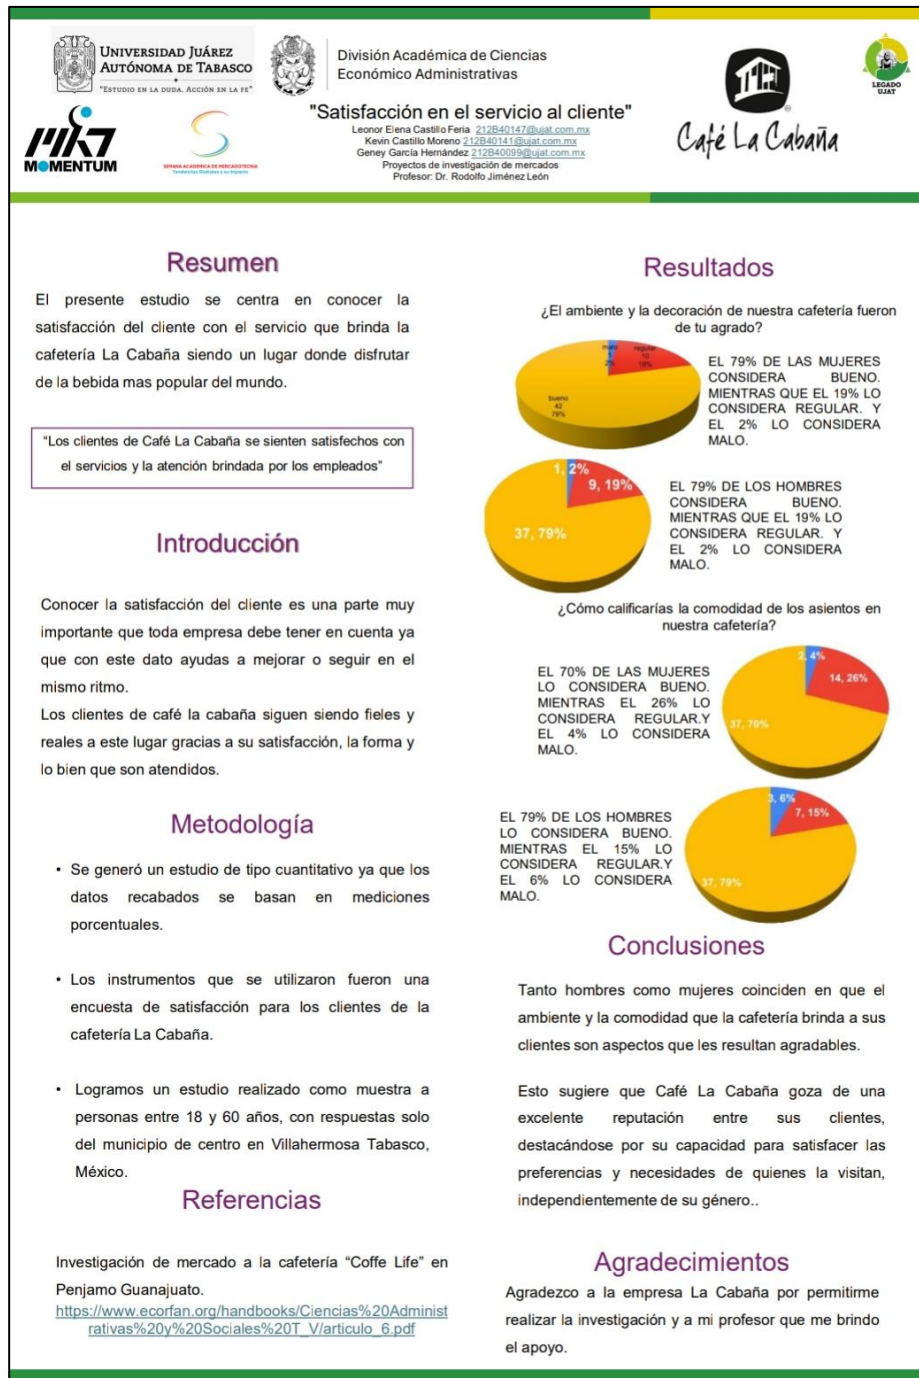 UNIVERSIDAD JUÁREZ
AUTÓNOMA DE TABASCO
"ESTUDIO EN LA DUDA. ACCIÓN EN LA FE"
División Académica de Ciencias
Económico Administrativas
MOMENTUM
SEMANA ACADÉMICA DE MERCADOTECNIA
Tendencias Globales y su Impacto
"Satisfacción en el servicio al cliente"
Leonor Elena Castillo Feria 212B40147@ujat.com.mx
Kevin Castillo Moreno 212B40141@ujat.com.mx
Geney García Hernández 212B40099@ujat.com.mx
Proyectos de investigación de mercados
Profesor: Dr. Rodolfo Jiménez León
Café La Cabaña
LEGADO
UJAT
Resumen
El presente estudio se centra en conocer la
satisfacción del cliente con el servicio que brinda la
cafetería La Cabaña siendo un lugar donde disfrutar
de la bebida mas popular del mundo.
"Los clientes de Café La Cabaña se sienten satisfechos con
el servicios y la atención brindada por los empleados"
Introducción
Conocer la satisfacción del cliente es una parte muy
importante que toda empresa debe tener en cuenta ya
que con este dato ayudas a mejorar o seguir en el
mismo ritmo.
Los clientes de café la cabaña siguen siendo fieles y
reales a este lugar gracias a su satisfacción, la forma y
lo bien que son atendidos.
Metodología
• Se generó un estudio de tipo cuantitativo ya que los
datos recabados se basan en mediciones
porcentuales.
• Los instrumentos que se utilizaron fueron una
encuesta de satisfacción para los clientes de la
cafetería La Cabaña.
• Logramos un estudio realizado como muestra a
personas entre 18 y 60 años, con respuestas solo
del municipio de centro en Villahermosa Tabasco,
México.
Referencias
Investigación de mercado a la cafetería "Coffe Life" en
Penjamo Guanajuato.
https://www.ecorfan.org/handbooks/Ciencias%20Administ
rativas%20y%20Sociales%20T_V/articulo_6.pdf
Resultados
¿El ambiente y la decoración de nuestra cafetería fueron
de tu agrado?
malo
1
2%
regular
10
19%
bueno
42
79%
EL 79% DE LAS MUJERES
CONSIDERA BUENO.
MIENTRAS QUE EL 19% LO
CONSIDERA REGULAR. Y
EL 2% LO CONSIDERA
MALO.
1, 2%
9, 19%
37, 79%
EL 79% DE LOS HOMBRES
CONSIDERA BUENO.
MIENTRAS QUE EL 19% LO
CONSIDERA REGULAR. Y
EL 2% LO CONSIDERA
MALO.
¿Cómo calificarías la comodidad de los asientos en
nuestra cafetería?
EL 70% DE LAS MUJERES
LO CONSIDERA BUENO.
MIENTRAS EL 26% LO
CONSIDERA REGULAR.Y
EL 4% LO CONSIDERA
MALO.
2, 4%
14, 26%
37, 70%
EL 79% DE LOS HOMBRES
LO CONSIDERA BUENO.
MIENTRAS EL 15% LO
CONSIDERA REGULAR.Y
EL 6% LO CONSIDERA
MALO.
3, 6%
7, 15%
37, 79%
Conclusiones
Tanto hombres como mujeres coinciden en que el
ambiente y la comodidad que la cafetería brinda a sus
clientes son aspectos que les resultan agradables.
Esto sugiere que Café La Cabaña goza de una
excelente reputación entre sus clientes,
destacándose por su capacidad para satisfacer las
preferencias y necesidades de quienes la visitan,
independientemente de su género..
Agradecimientos
Agradezco a la empresa La Cabaña por permitirme
realizar la investigación y a mi profesor que me brindo
el apoyo.